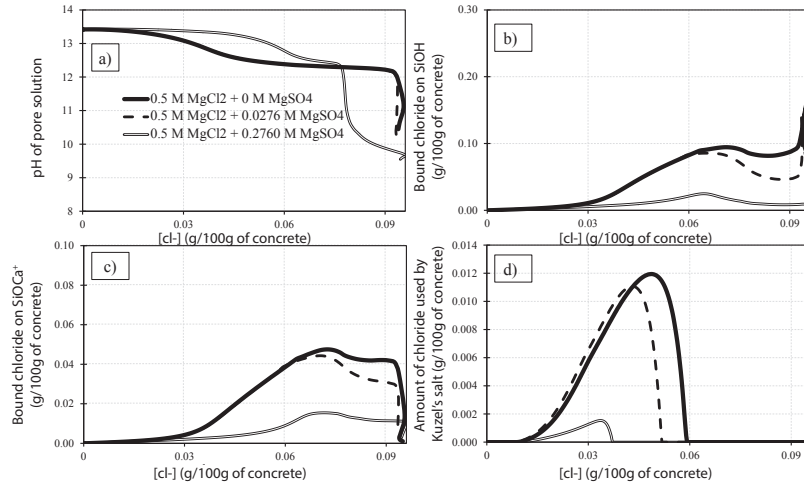 14
13
12
11
10
9
8
a)
0.5 M MgCl2 + 0 M MgSO4
0.5 M MgCl2 + 0.0276 M MgSO4
0.5 M MgCl2 + 0.2760 M MgSO4
pH of pore solution
0 0.03 0.06 0.09
[cl-] (g/100g of concrete)
0.30
0.20
0.10
0.00
b)
Bound chloride on SiOH
(g/100g of concrete)
0 0.03 0.06 0.09
[cl-] (g/100g of concrete)
0.10
0.08
0.06
0.04
0.02
0.00
c)
Bound chloride on SiOCa+
(g/100g of concrete)
0 0.03 0.06 0.09
[cl-] (g/100g of concrete)
0.014
0.012
0.010
0.008
0.006
0.004
0.002
0.000
d)
Amount of chloride used by
Kuzel's salt (g/100g of concrete)
0 0.03 0.06 0.09
[cl-] (g/100g of concrete)